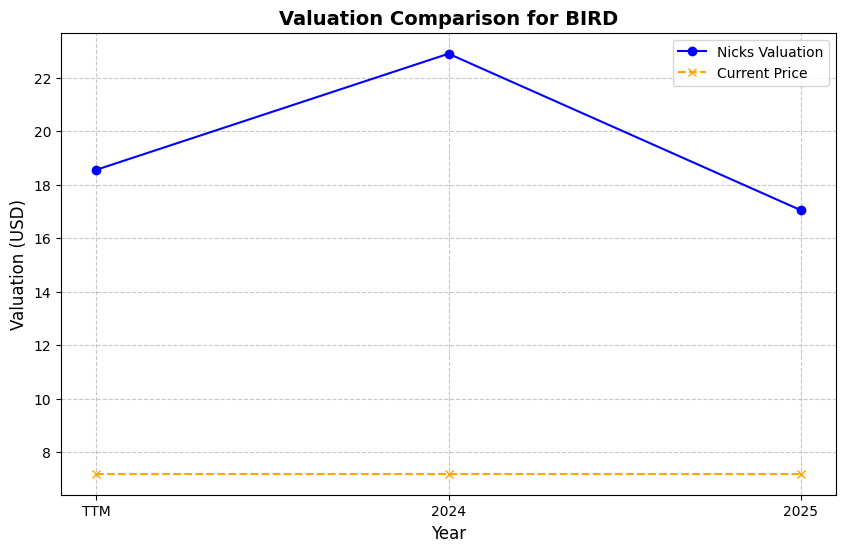 Valuation Comparison for BIRD
Nicks Valuation
Current Price
Valuation (USD)
22
20
18
16
14
12
10
8
TTM
2024
2025
Year